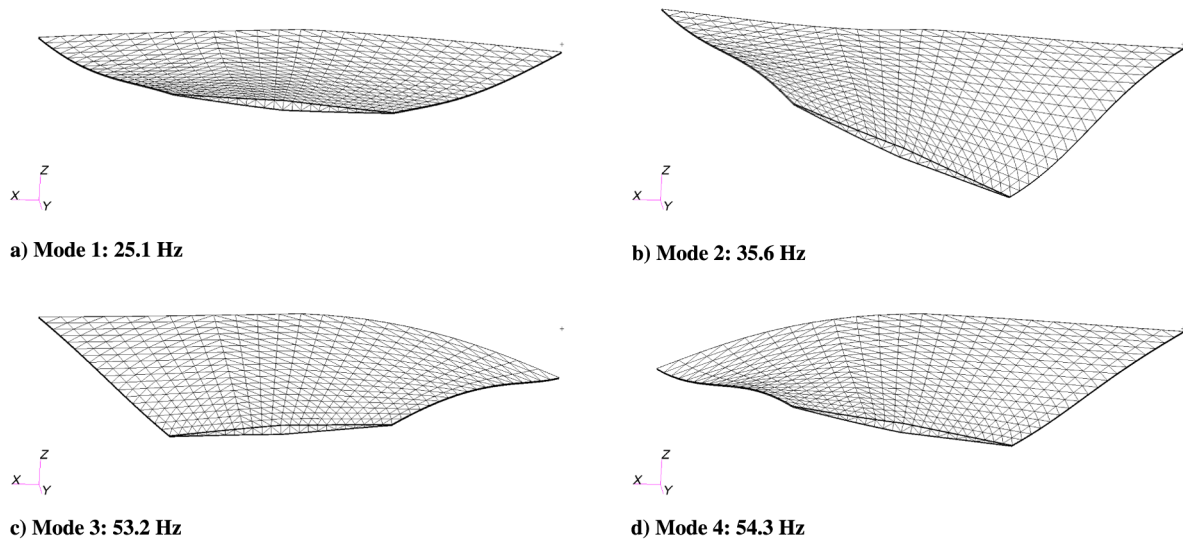 Z
X
Y
a) Mode 1: 25.1 Hz
Z
X
Y
b) Mode 2: 35.6 Hz
Z
X
Y
c) Mode 3: 53.2 Hz
Z
X
Y
d) Mode 4: 54.3 Hz